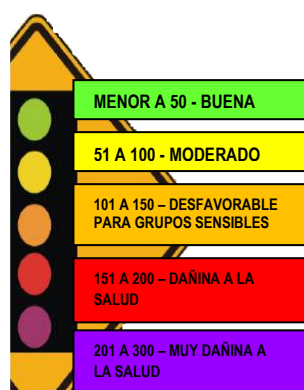 MENOR A 50 - BUENA
51 A 100 - MODERADO
101 A 150 – DESFAVORABLE
PARA GRUPOS SENSIBLES
151 A 200 – DAÑINA A LA
SALUD
201 A 300 – MUY DAÑINA A
LA SALUD